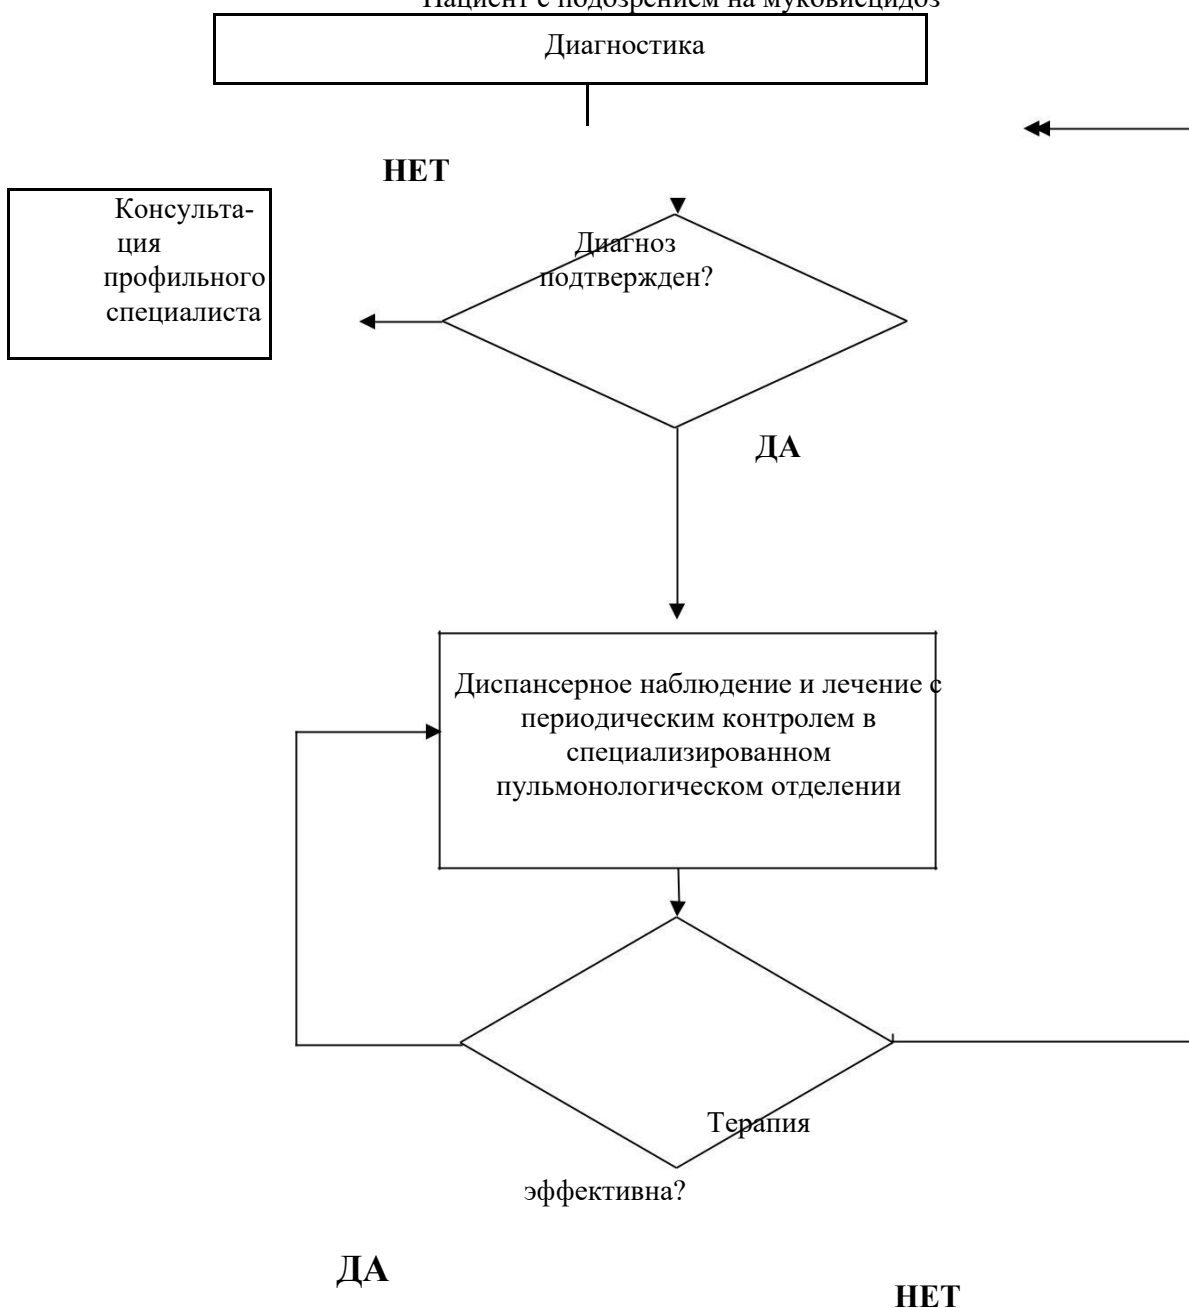 Пациент с подозрением на муковисцидоз
Диагностика
НЕТ
Консульта-
ция
профильного
специалиста
Диагноз
подтвержден?
ДА
Диспансерное наблюдение и лечение с
периодическим контролем в
специализированном
пульмонологическом отделении
Терапия
эффективна?
ДА
НЕТ